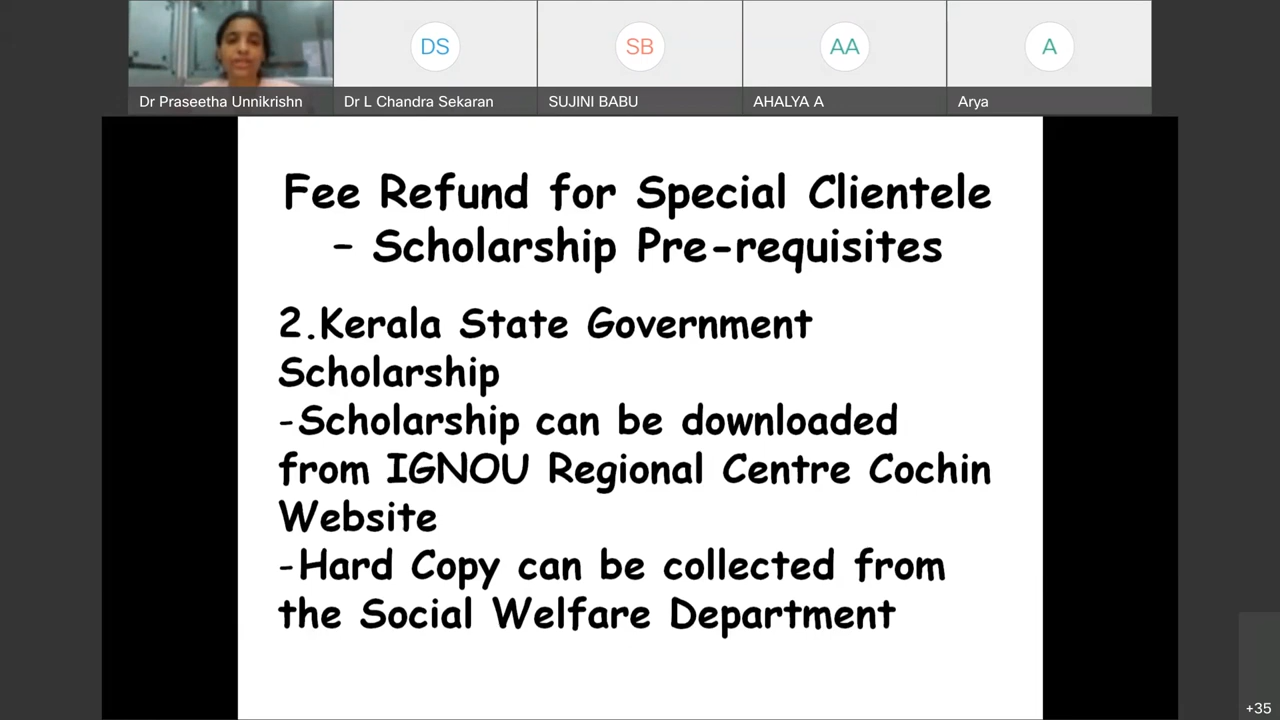 DS
SB
AA
A
Dr Praseetha Unnikrishn
Dr L Chandra Sekaran
SUJINI BABU
AHALYA A
Arya
Fee Refund for Special Clientele
– Scholarship Pre-requisites
2.Kerala State Government
Scholarship
-Scholarship can be downloaded
from IGNOU Regional Centre Cochin
Website
-Hard Copy can be collected from
the Social Welfare Department
+35